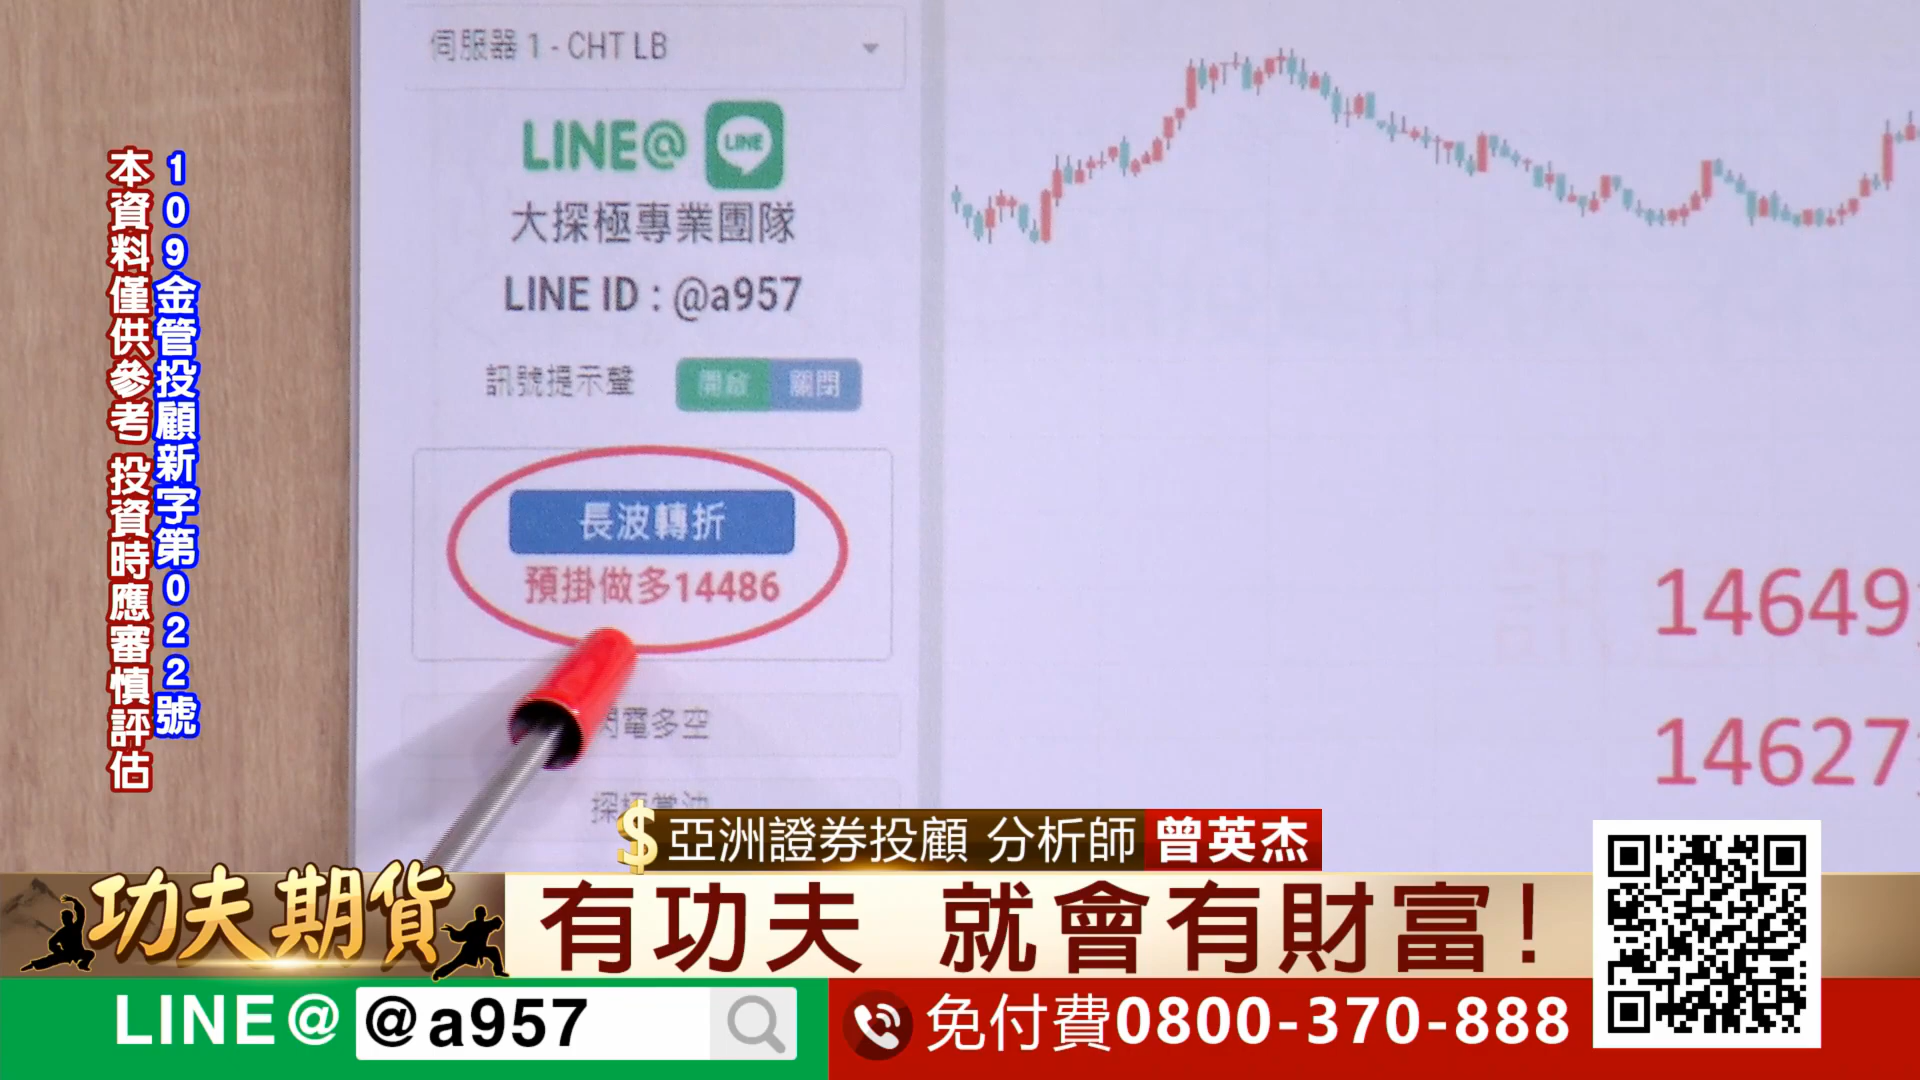 伺服器 1 - CHT LB
LINE@
LINE
大探極專業團隊
LINE ID : @a957
訊號提示聲
開啟
關閉
長波轉折
預掛做多14486
閃電多空
14649
14627
109金管投顧新字第022號
本資料僅供參考 投資時應審慎評估
$亞洲證券投顧 分析師 曾英杰
功夫期貨
有功夫 就會有財富!
LINE@
@a957
免付費0800-370-888